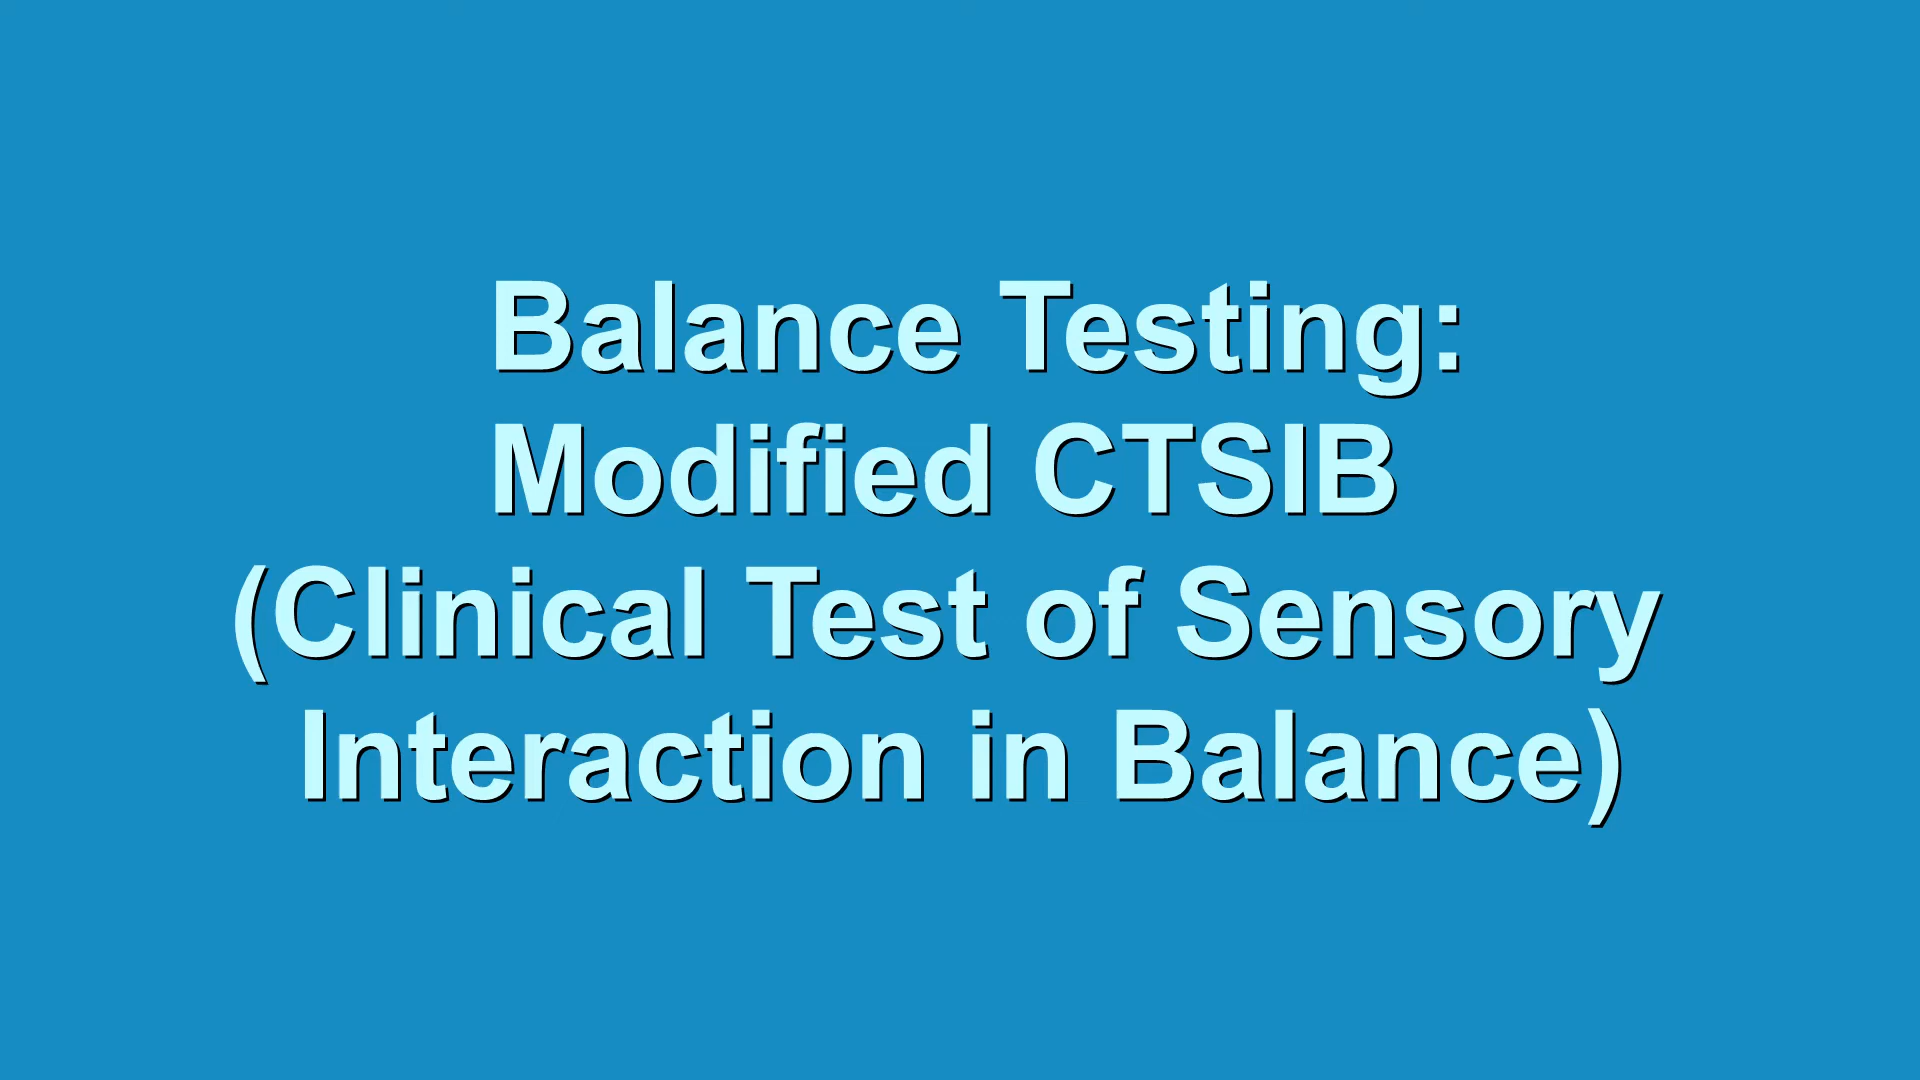 Balance Testing:
Modified CTSIB
(Clinical Test of Sensory
Interaction in Balance)